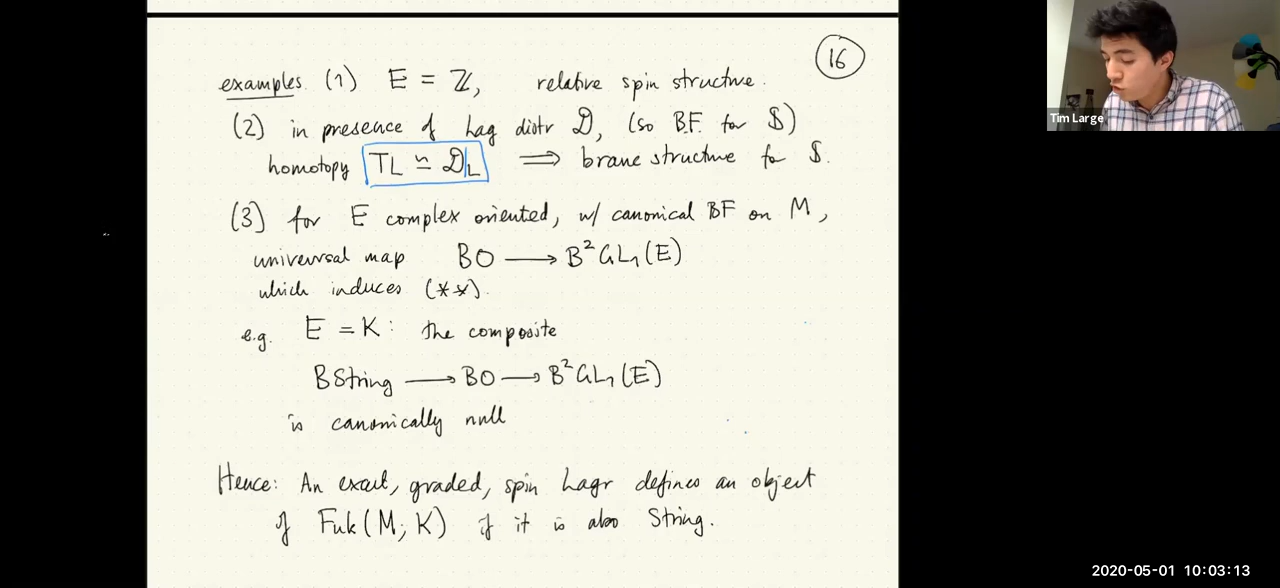 16
examples (1) E = ℤ, relative spin structure.
(2) in presence of Lag distr D, (so B.F. for $)
homotopy TL ≃ D|L ⟹ brane structure for $.
(3) for E complex oriented, w/ canonical BF on M,
universal map BO ⟶ B²GL₁(E)
which induces (**).
e.g. E = K: the composite
BString ⟶ BO ⟶ B²GL₁(E)
is canonically null
Hence: An exact, graded, spin Lagr defines an object
of Fuk(M; K) if it is also String.
Tim Large
2020-05-01 10:03:13